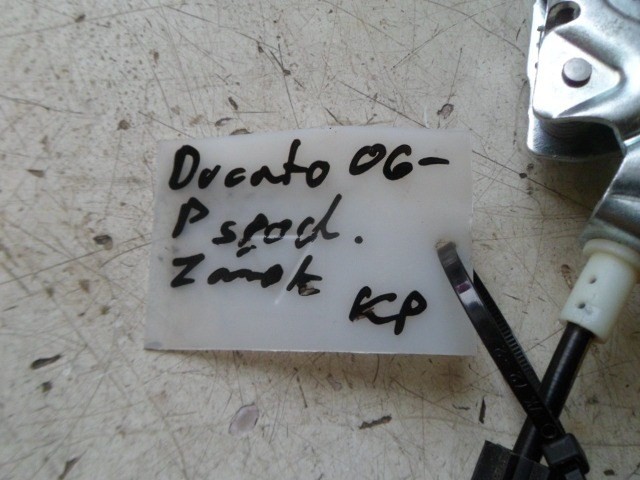 Ducato 06-
P spod.
Zamek
KP